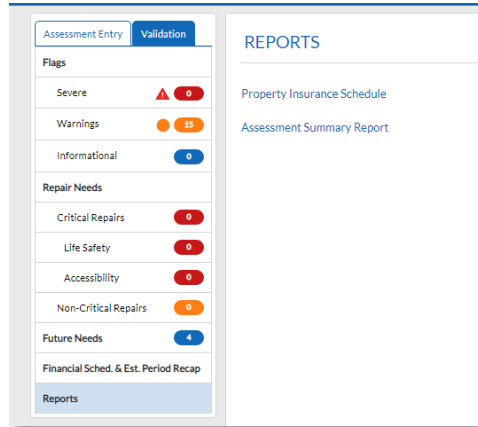 Assessment Entry Validation
REPORTS
Flags
Severe 0
Property Insurance Schedule
Warnings 15
Assessment Summary Report
Informational 0
Repair Needs
Critical Repairs 0
Life Safety 0
Accessibility 0
Non-Critical Repairs 0
Future Needs 4
Financial Sched. & Est. Period Recap
Reports